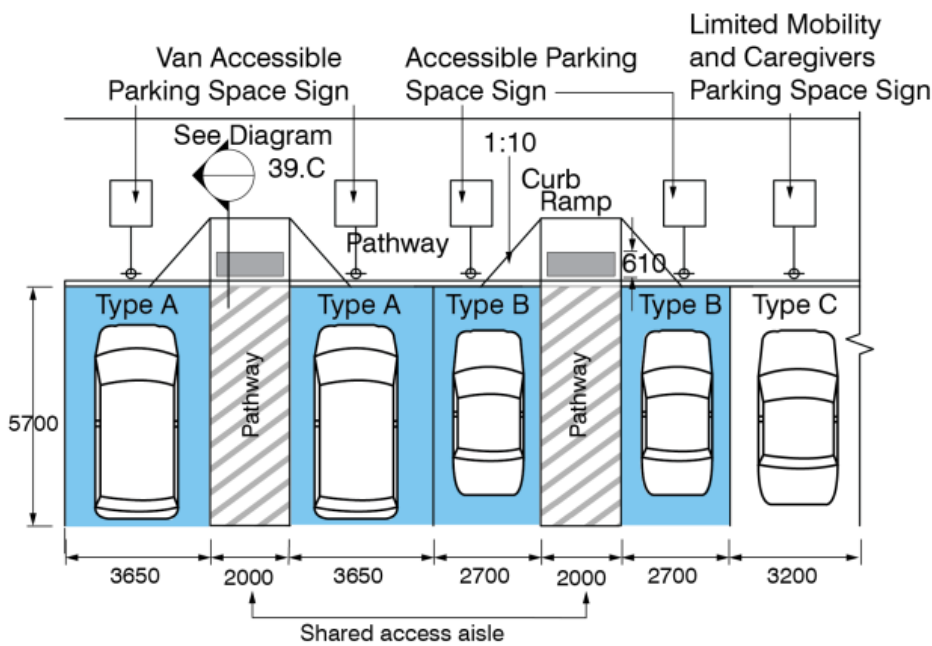 Limited Mobility
and Caregivers
Parking Space Sign
Van Accessible
Parking Space Sign
Accessible Parking
Space Sign
See Diagram
39.C
1:10
Curb
Ramp
Pathway
610
Type A
Type A
Type B
Type B
Type C
Pathway
Pathway
5700
3650
2000
3650
2700
2000
2700
3200
Shared access aisle